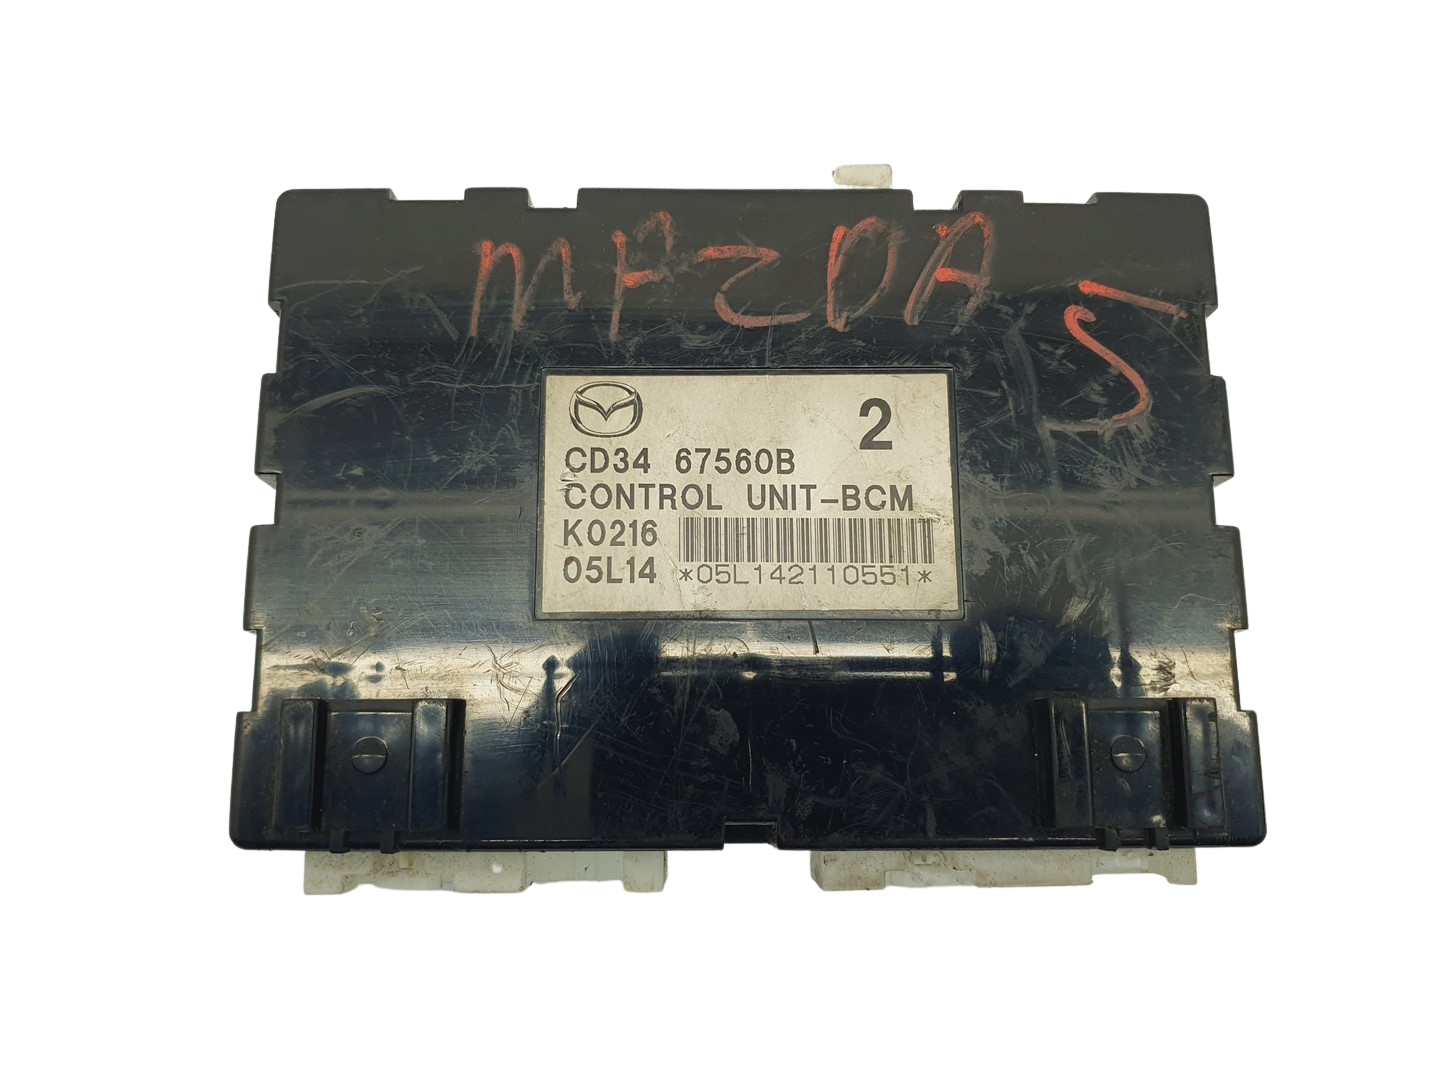 MAZDA
5
2
CD34 67560B
CONTROL UNIT-BCM
K0216
05L14 *05L142110551*